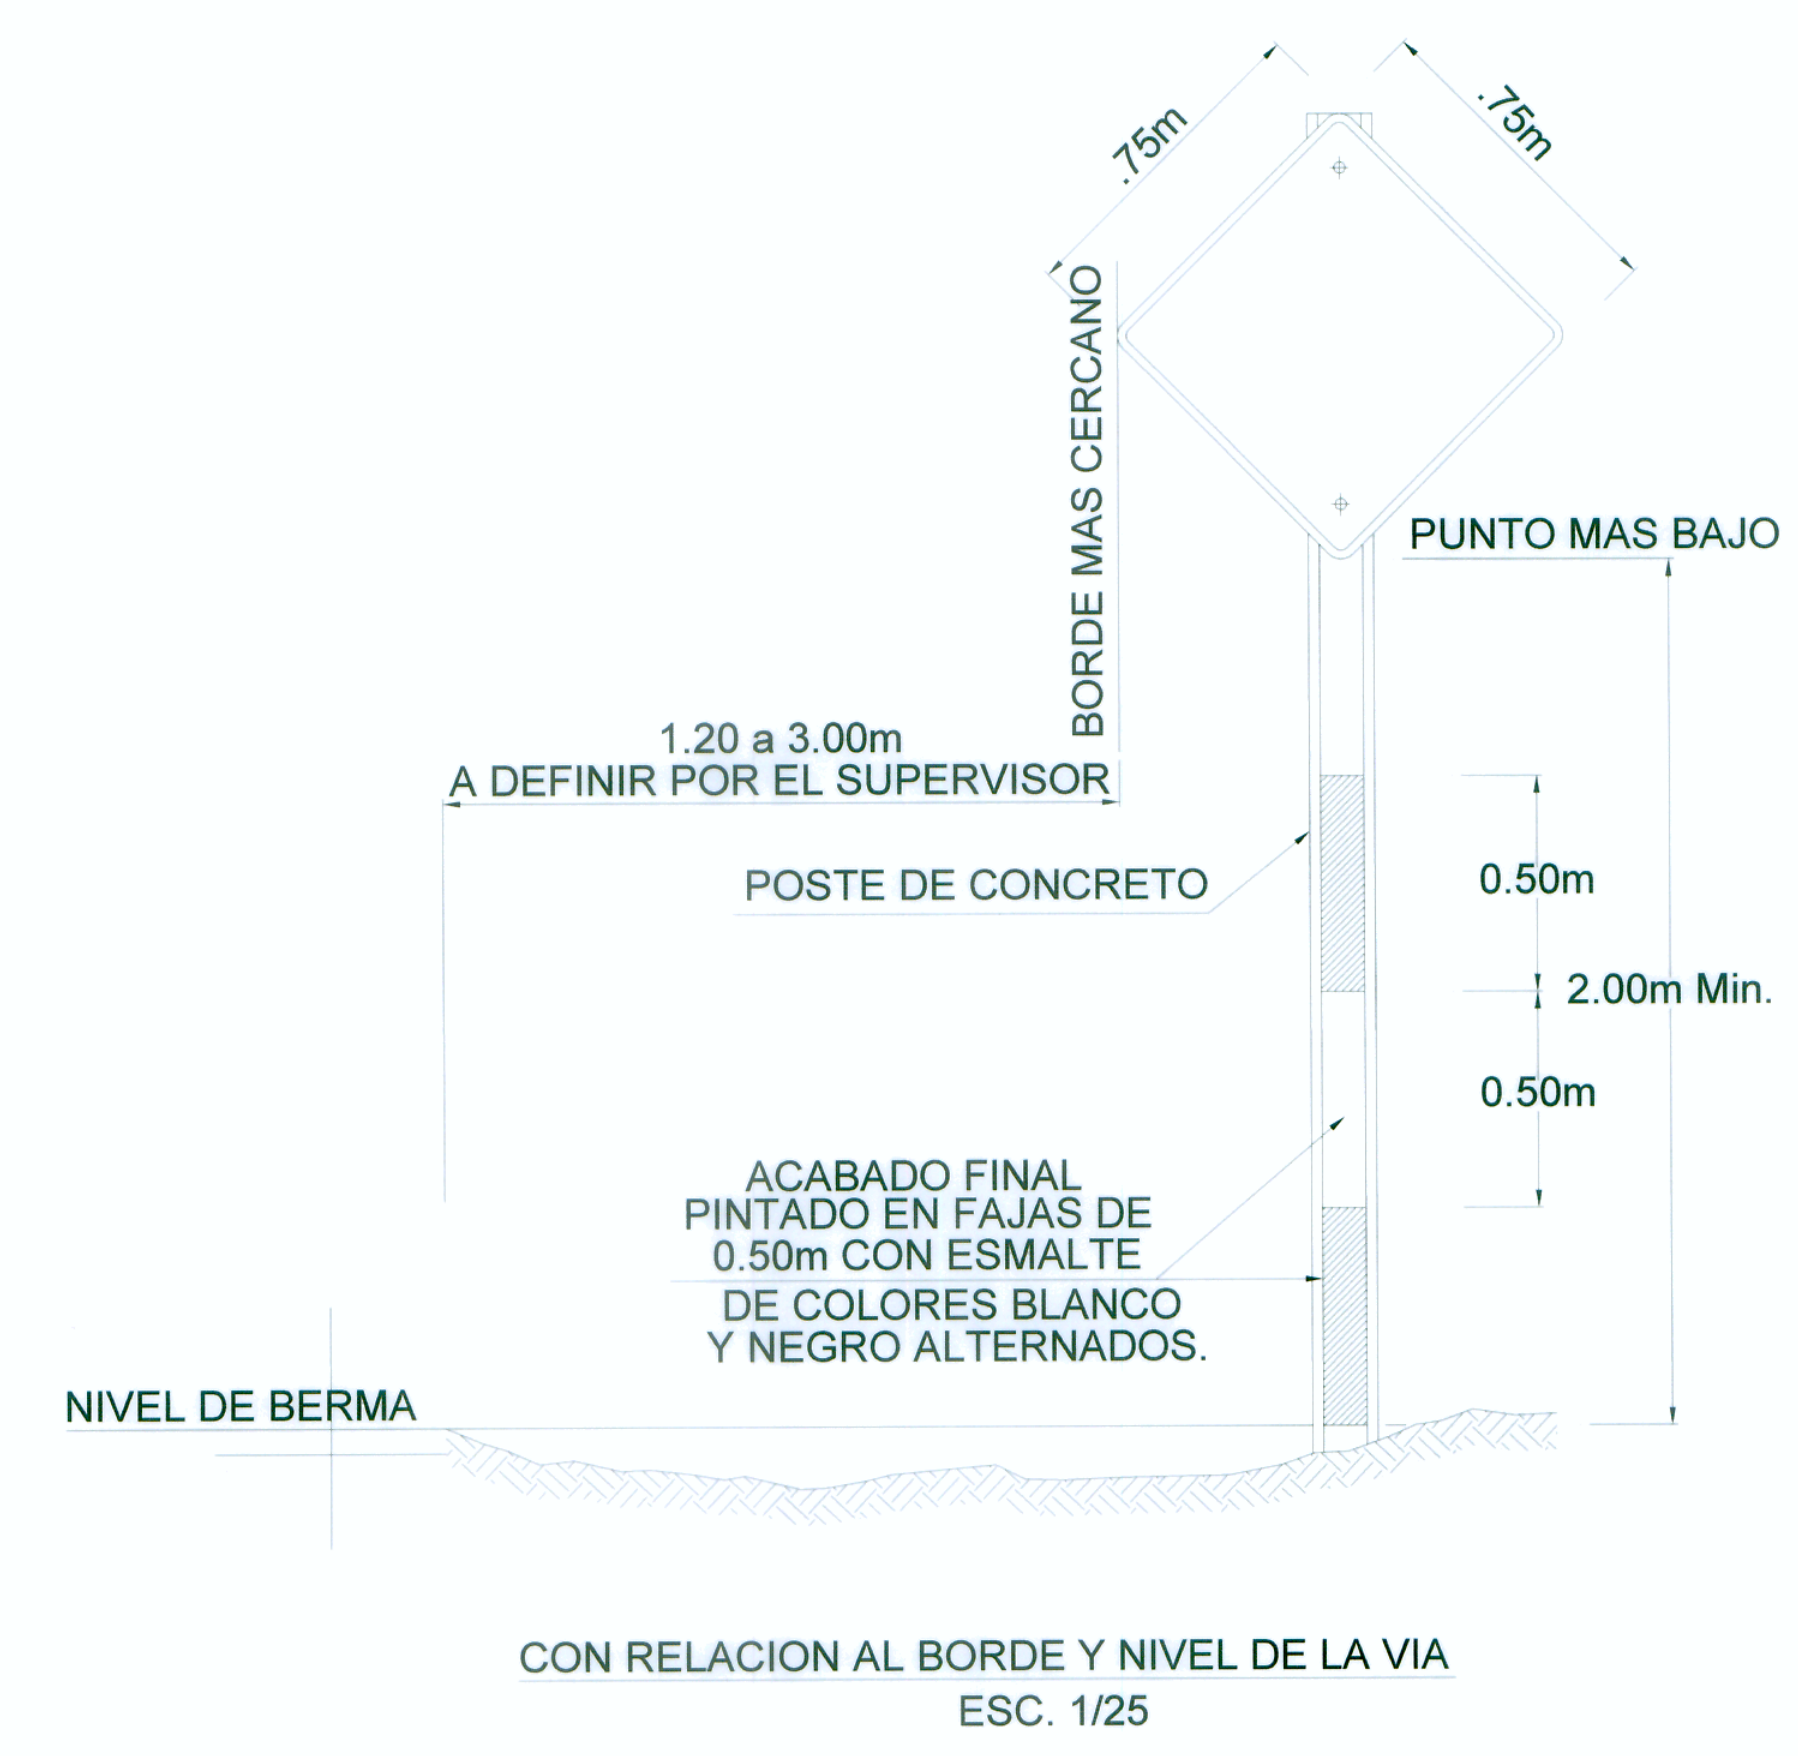 .75m
.75m
BORDE MAS CERCANO
PUNTO MAS BAJO
1.20 a 3.00m
A DEFINIR POR EL SUPERVISOR
POSTE DE CONCRETO
0.50m
2.00m Min.
0.50m
ACABADO FINAL
PINTADO EN FAJAS DE
0.50m CON ESMALTE
DE COLORES BLANCO
Y NEGRO ALTERNADOS.
NIVEL DE BERMA
CON RELACION AL BORDE Y NIVEL DE LA VIA
ESC. 1/25